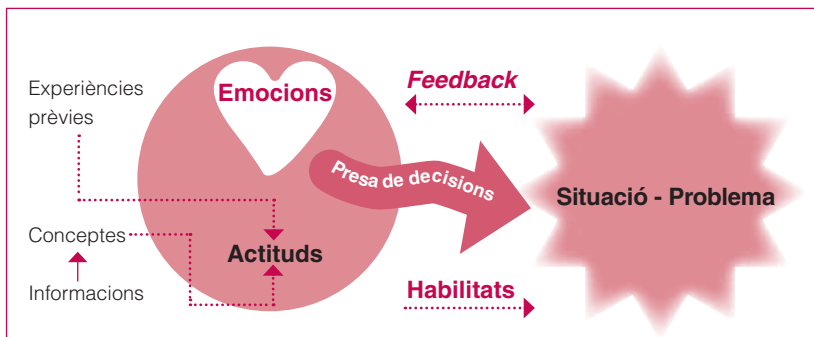 Experiències
prèvies
Conceptes
Informacions
Emocions
Actituds
Presa de decisions
Feedback
Habilitats
Situació - Problema